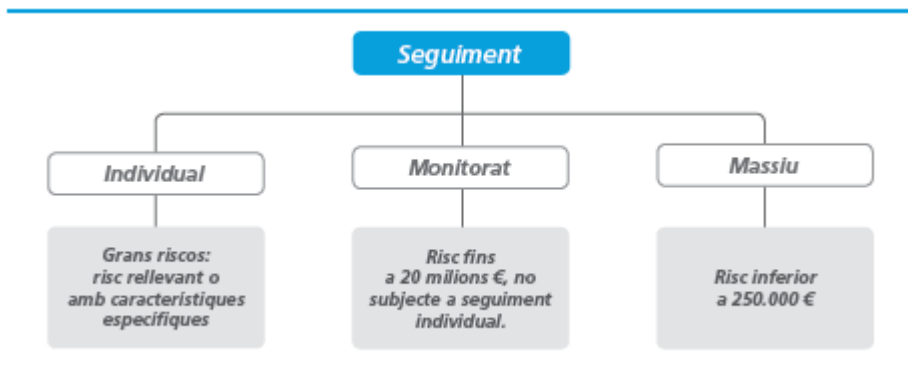 Seguiment
Individual
Monitorat
Massiu
Grans riscos:
risc rellevant o
amb característiques
específiques
Risc fins
a 20 milions €, no
subjecte a seguiment
individual.
Risc inferior
a 250.000 €